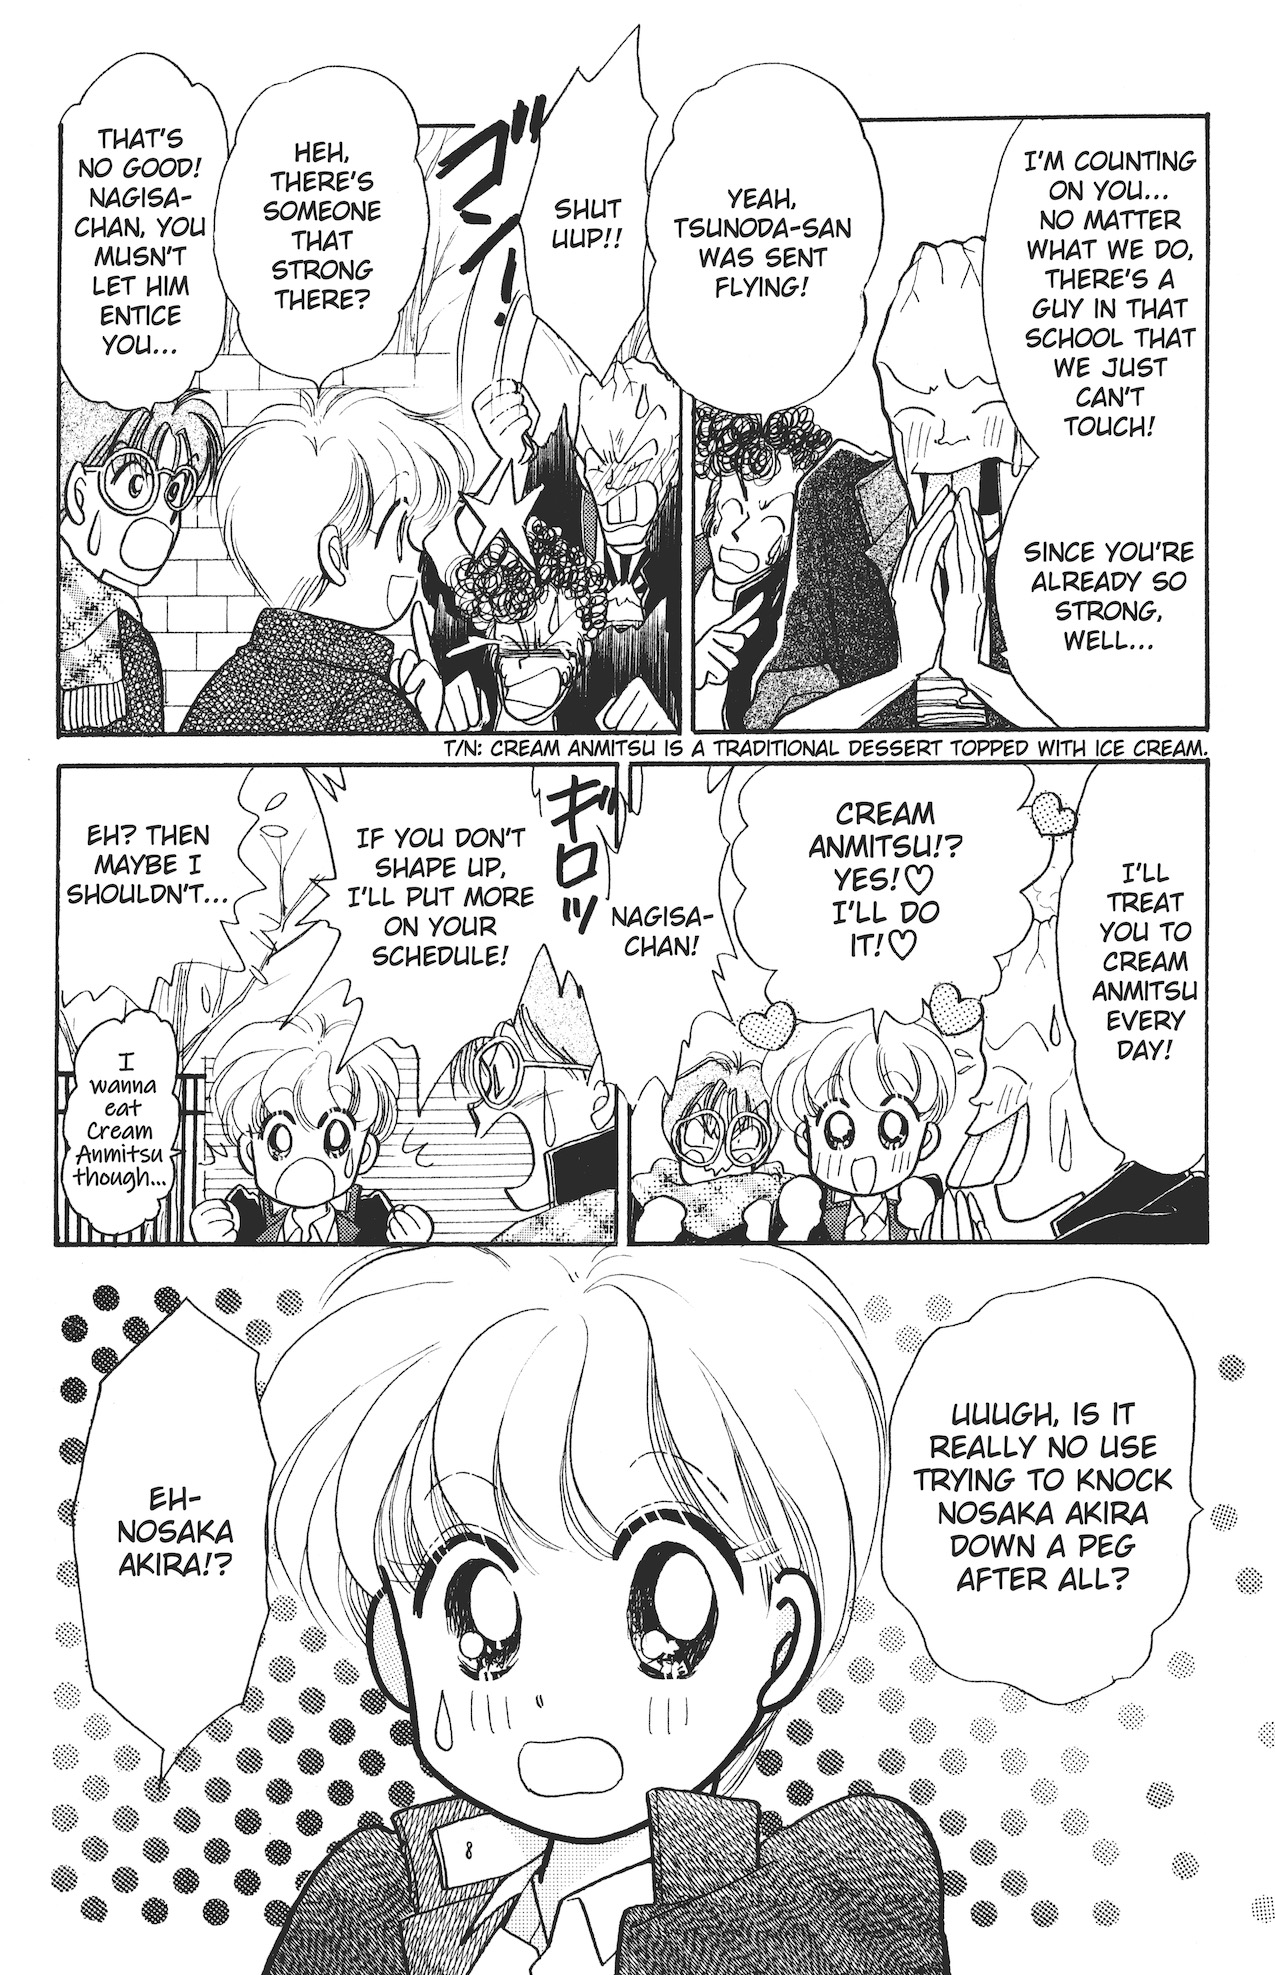 I'M COUNTING
ON YOU...
NO MATTER
WHAT WE DO,
THERE'S A
GUY IN THAT
SCHOOL THAT
WE JUST
CAN'T
TOUCH!
SINCE YOU'RE
ALREADY SO
STRONG,
WELL...
YEAH,
TSUNODA-SAN
WAS SENT
FLYING!
SHUT
UUP!!
ゴン!
HEH,
THERE'S
SOMEONE
THAT
STRONG
THERE?
THAT'S
NO GOOD!
NAGISA-
CHAN, YOU
MUSN'T
LET HIM
ENTICE
YOU...
T/N: CREAM ANMITSU IS A TRADITIONAL DESSERT TOPPED WITH ICE CREAM.
I'LL
TREAT
YOU TO
CREAM
ANMITSU
EVERY
DAY!
CREAM
ANMITSU!?
YES!♡
I'LL DO
IT!♡
NAGISA-
CHAN!
ギロッ
IF YOU DON'T
SHAPE UP,
I'LL PUT MORE
ON YOUR
SCHEDULE!
EH? THEN
MAYBE I
SHOULDN'T...
I
wanna
eat
Cream
Anmitsu
though...
UUUGH, IS IT
REALLY NO USE
TRYING TO KNOCK
NOSAKA AKIRA
DOWN A PEG
AFTER ALL?
EH-
NOSAKA
AKIRA!?
8